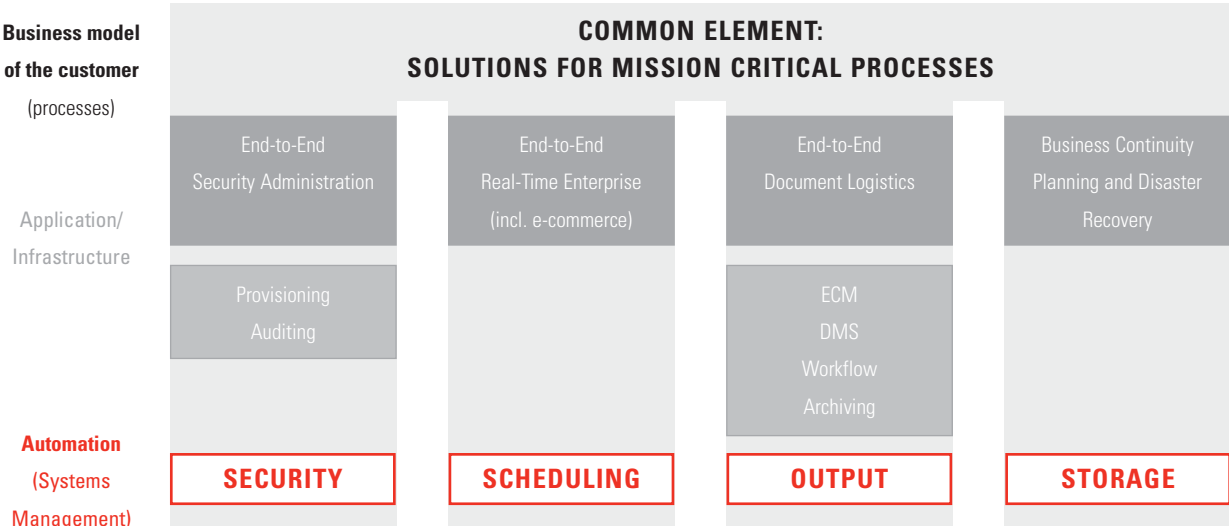 Business model
of the customer
(processes)
COMMON ELEMENT:
SOLUTIONS FOR MISSION CRITICAL PROCESSES
Application/
Infrastructure
End-to-End
Security Administration
End-to-End
Real-Time Enterprise
(incl. e-commerce)
End-to-End
Document Logistics
Business Continuity
Planning and Disaster
Recovery
Provisioning
Auditing
ECM
DMS
Workflow
Archiving
Automation
(Systems
Management)
SECURITY
SCHEDULING
OUTPUT
STORAGE